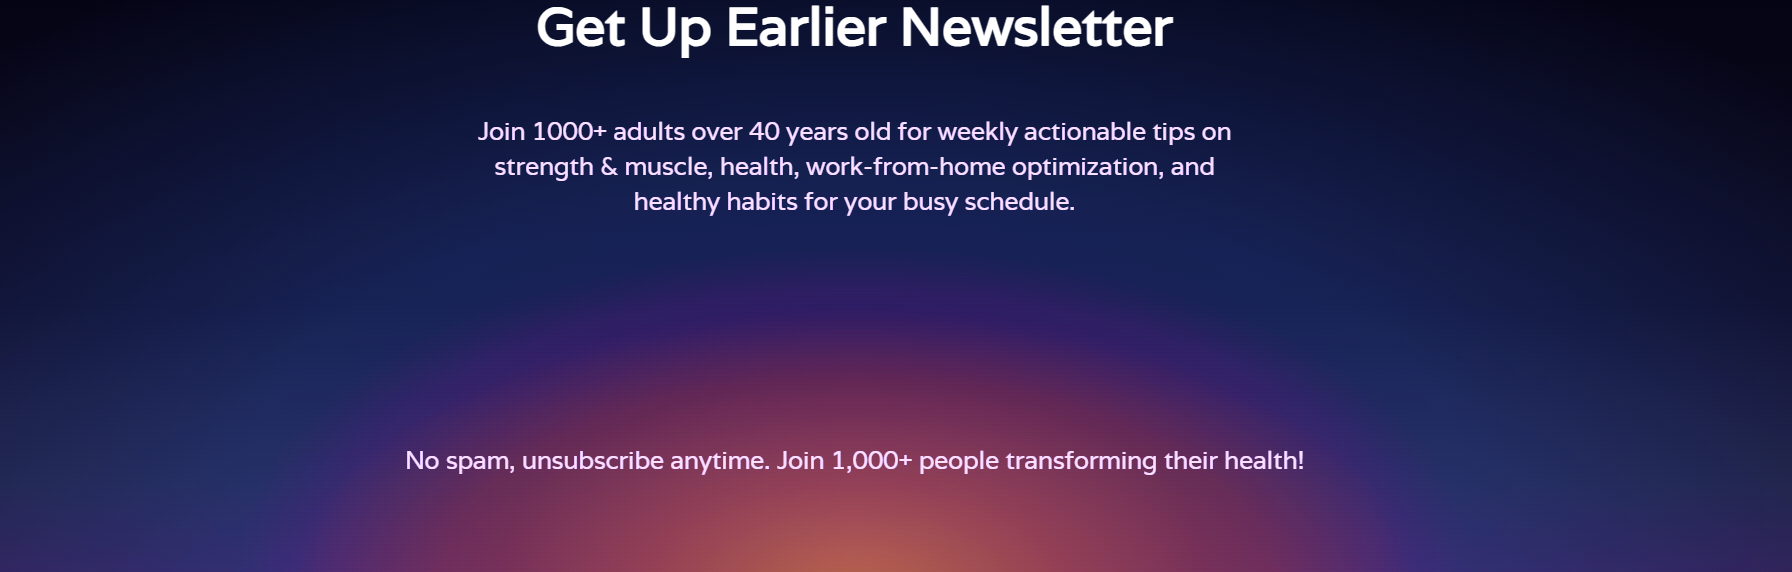 Get Up Earlier Newsletter
Join 1000+ adults over 40 years old for weekly actionable tips on
strength & muscle, health, work-from-home optimization, and
healthy habits for your busy schedule.
No spam, unsubscribe anytime. Join 1,000+ people transforming their health!